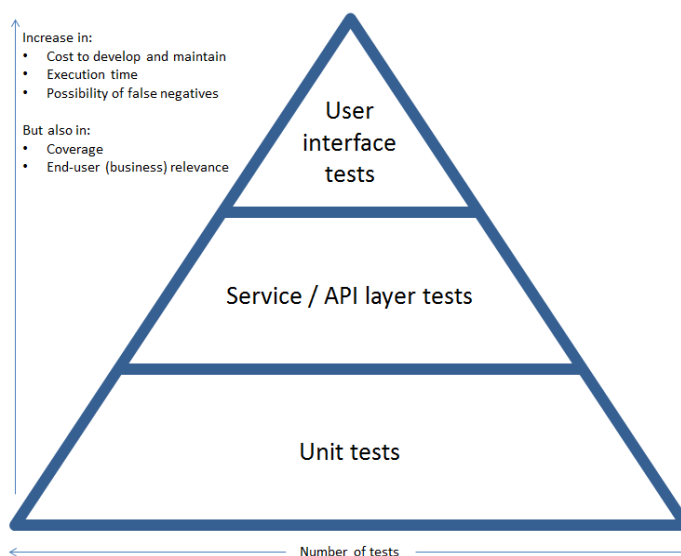 Increase in:
• Cost to develop and maintain
• Execution time
• Possibility of false negatives
But also in:
• Coverage
• End-user (business) relevance
User
interface
tests
Service / API layer tests
Unit tests
Number of tests